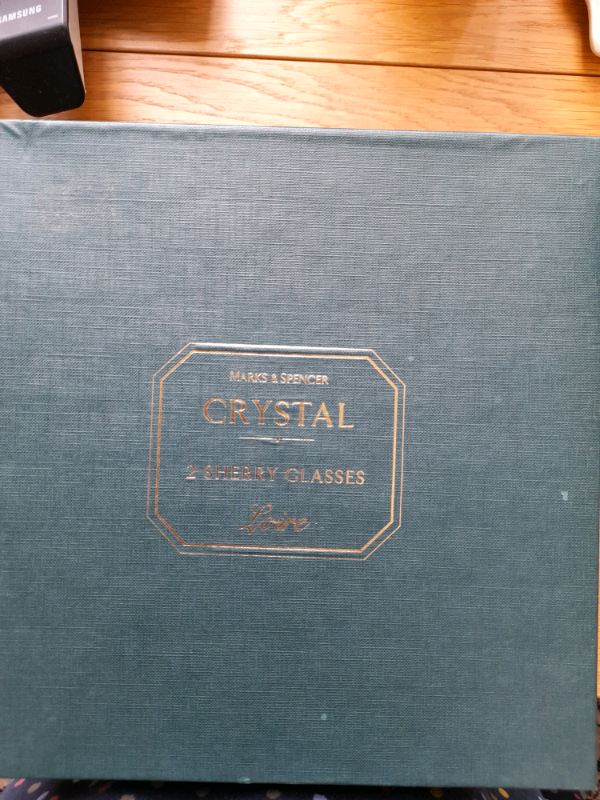 SAMSUNG
MARKS & SPENCER
CRYSTAL
2 SHERRY GLASSES
Loire